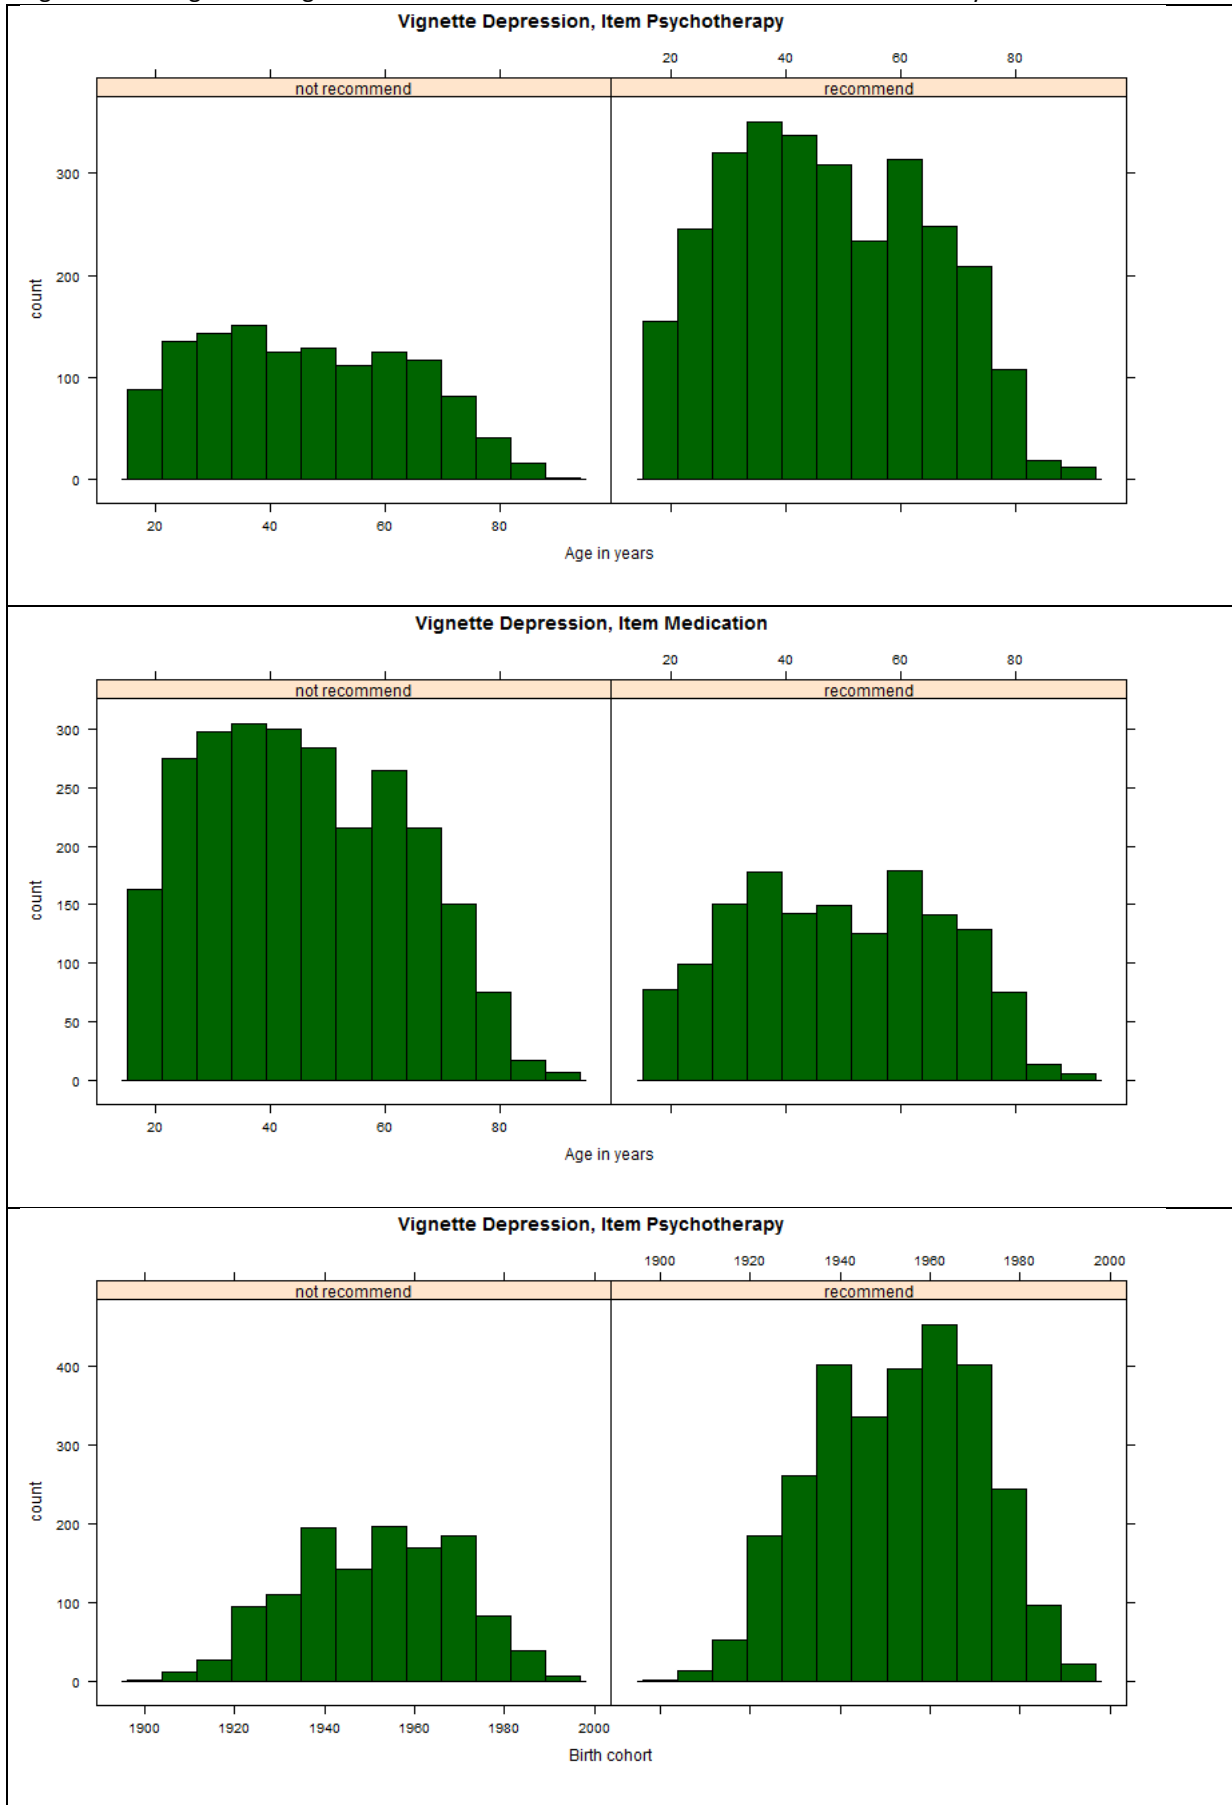 Vignette Depression, Item Psychotherapy
20 40 60 80
not recommend recommend
300
200
100
0
count
20 40 60 80
Age in years
Vignette Depression, Item Medication
20 40 60 80
not recommend recommend
300
250
200
150
100
50
0
count
20 40 60 80
Age in years
Vignette Depression, Item Psychotherapy
1900 1920 1940 1960 1980 2000
not recommend recommend
400
300
200
100
0
count
1900 1920 1940 1960 1980 2000
Birth cohort